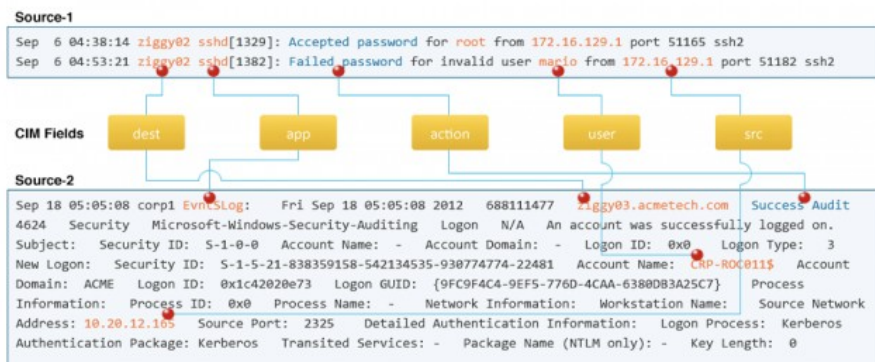 Source-1
Sep 6 04:38:14 ziggy02 sshd[1329]: Accepted password for root from 172.16.129.1 port 51165 ssh2
Sep 6 04:53:21 ziggy02 sshd[1382]: Failed password for invalid user mario from 172.16.129.1 port 51182 ssh2
CIM Fields
dest app action user src
Source-2
Sep 18 05:05:08 corp1 EvntSLog: Fri Sep 18 05:05:08 2012 688111477 ziggy03.acmetech.com Success Audit
4624 Security Microsoft-Windows-Security-Auditing Logon N/A An account was successfully logged on.
Subject: Security ID: S-1-0-0 Account Name: - Account Domain: - Logon ID: 0x0 Logon Type: 3
New Logon: Security ID: S-1-5-21-838359158-542134535-930774774-22481 Account Name: CRP-ROC011$ Account
Domain: ACME Logon ID: 0x1c42020e73 Logon GUID: {9FC9F4C4-9EF5-776D-4CAA-6380DB3A25C7} Process
Information: Process ID: 0x0 Process Name: - Network Information: Workstation Name: Source Network
Address: 10.20.12.165 Source Port: 2325 Detailed Authentication Information: Logon Process: Kerberos
Authentication Package: Kerberos Transited Services: - Package Name (NTLM only): - Key Length: 0